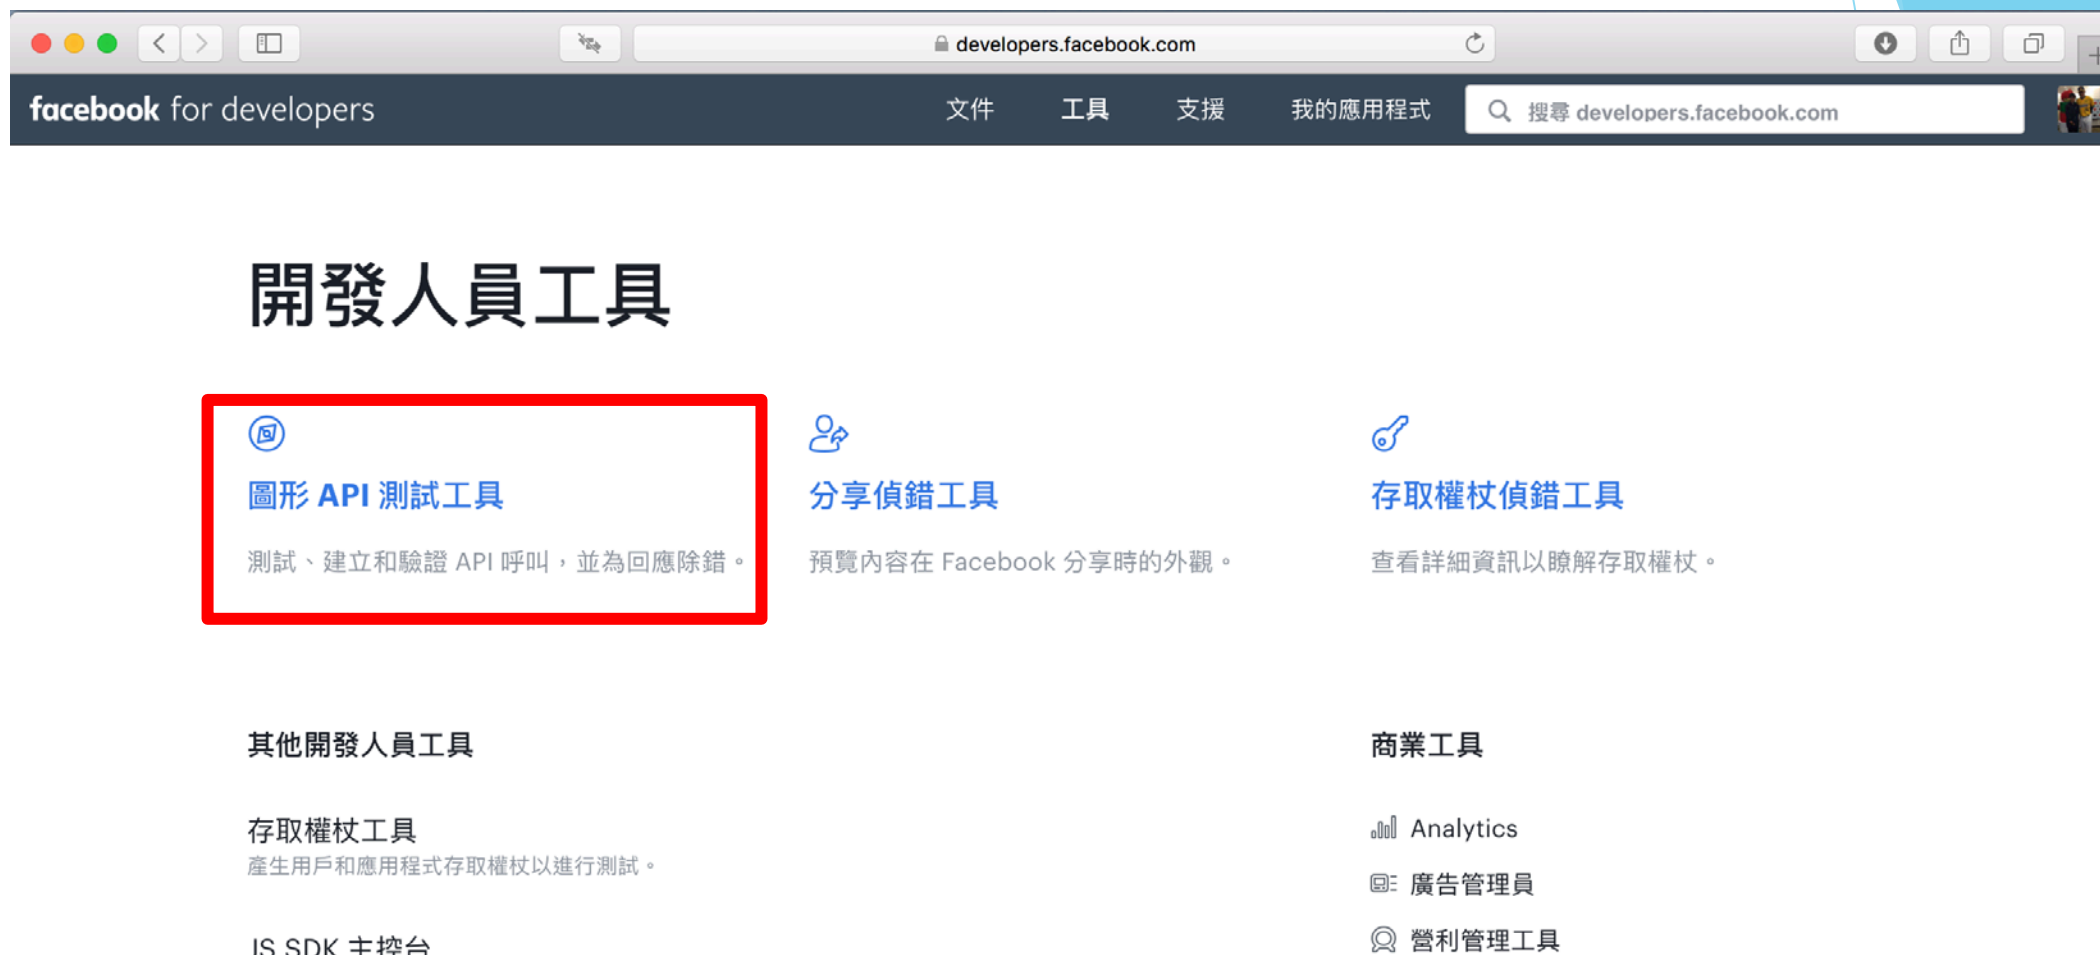 developers.facebook.com
facebook for developers
文件
工具
支援
我的應用程式
搜尋 developers.facebook.com
開發人員工具
圖形 API 測試工具
測試、建立和驗證 API 呼叫，並為回應除錯。
分享偵錯工具
預覽內容在 Facebook 分享時的外觀。
存取權杖偵錯工具
查看詳細資訊以瞭解存取權杖。
其他開發人員工具
存取權杖工具
產生用戶和應用程式存取權杖以進行測試。
JS SDK 主控台
商業工具
Analytics
廣告管理員
營利管理工具